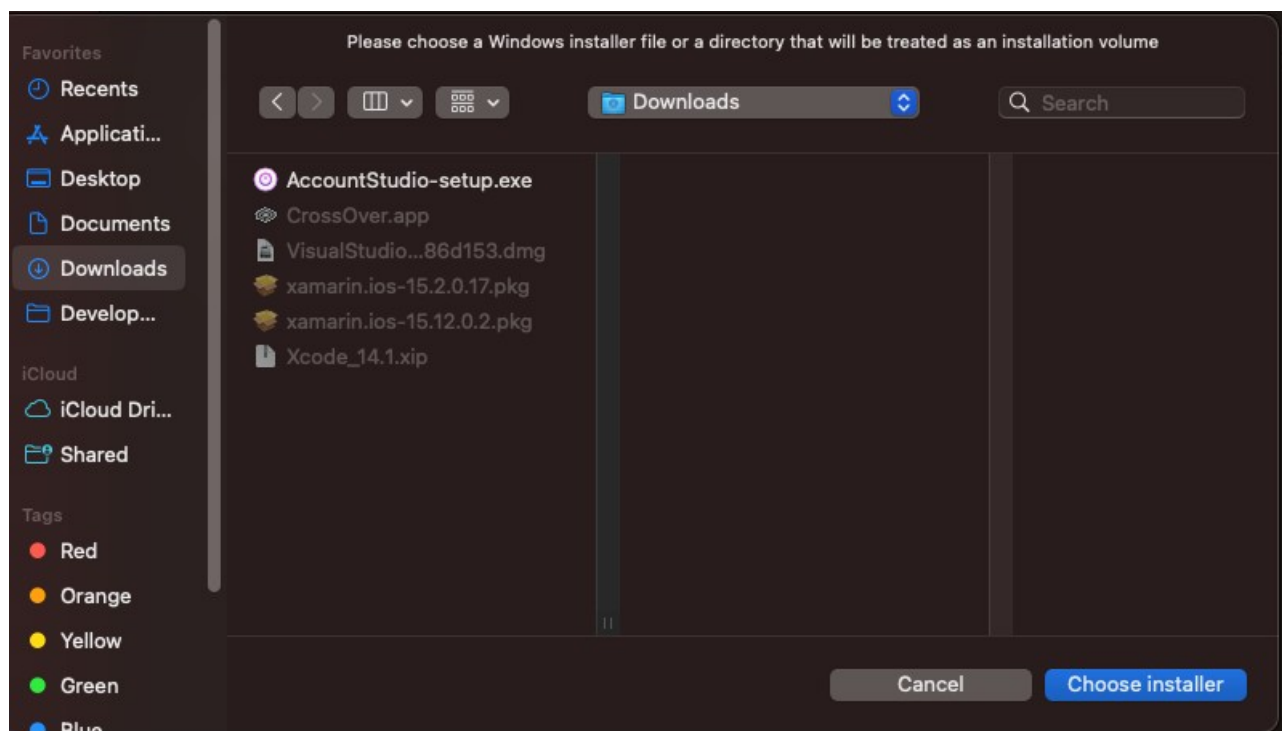 Please choose a Windows installer file or a directory that will be treated as an installation volume
Favorites
Recents
Applicati...
Desktop
Documents
Downloads
Develop...
iCloud
iCloud Dri...
Shared
Tags
Red
Orange
Yellow
Green
Blue
Downloads
Search
AccountStudio-setup.exe
CrossOver.app
VisualStudio...86d153.dmg
xamarin.ios-15.2.0.17.pkg
xamarin.ios-15.12.0.2.pkg
Xcode_14.1.xip
Cancel
Choose installer